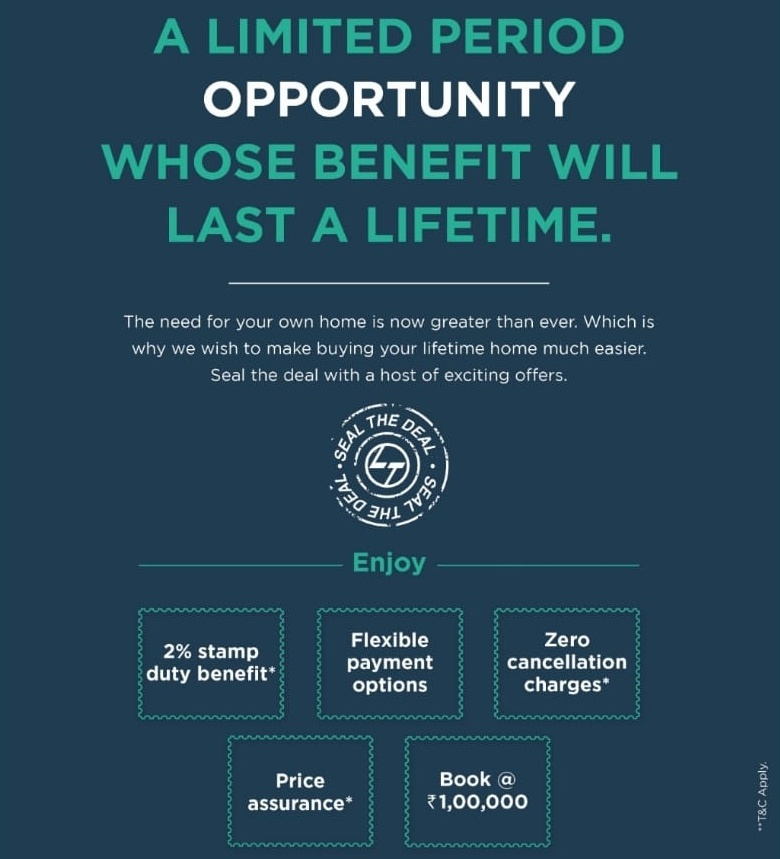 A LIMITED PERIOD
OPPORTUNITY
WHOSE BENEFIT WILL
LAST A LIFETIME.
The need for your own home is now greater than ever. Which is
why we wish to make buying your lifetime home much easier.
Seal the deal with a host of exciting offers.
SEAL THE DEAL · SEAL THE DEAL ·
LT
Enjoy
2% stamp
duty benefit*
Flexible
payment
options
Zero
cancellation
charges*
Price
assurance*
Book @
₹1,00,000
**T&C Apply.